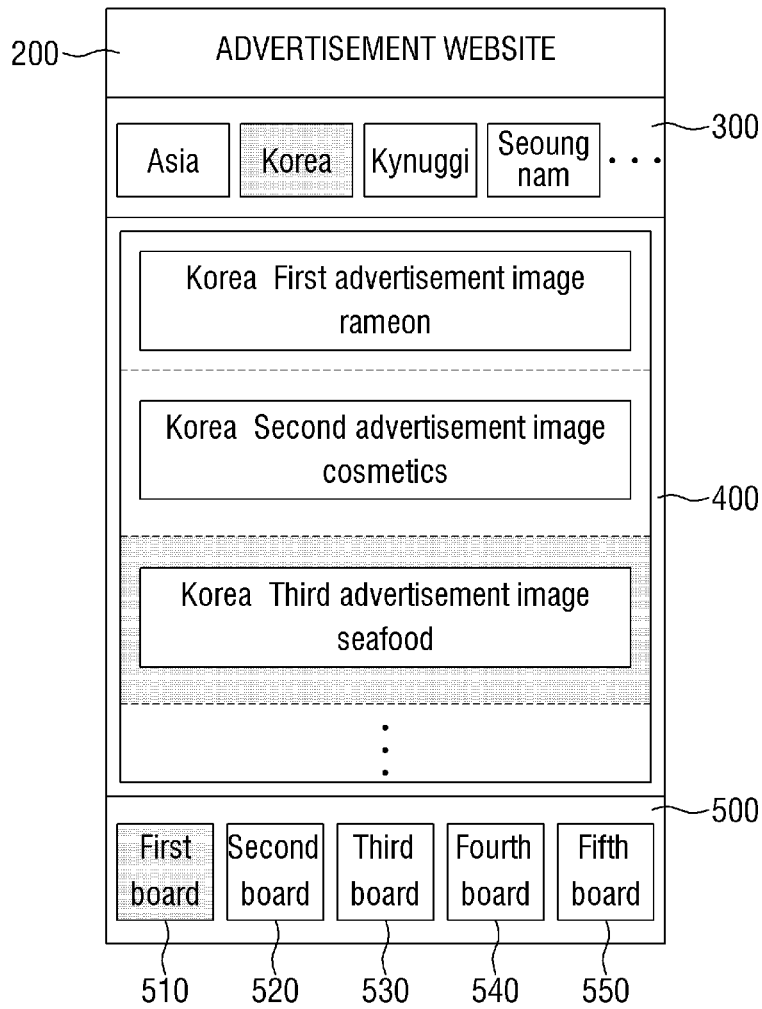 200
ADVERTISEMENT WEBSITE
300
Asia
Korea
Kynuggi
Seoung
nam
Korea First advertisement image
rameon
Korea Second advertisement image
cosmetics
400
Korea Third advertisement image
seafood
500
First
board
Second
board
Third
board
Fourth
board
Fifth
board
510
520
530
540
550